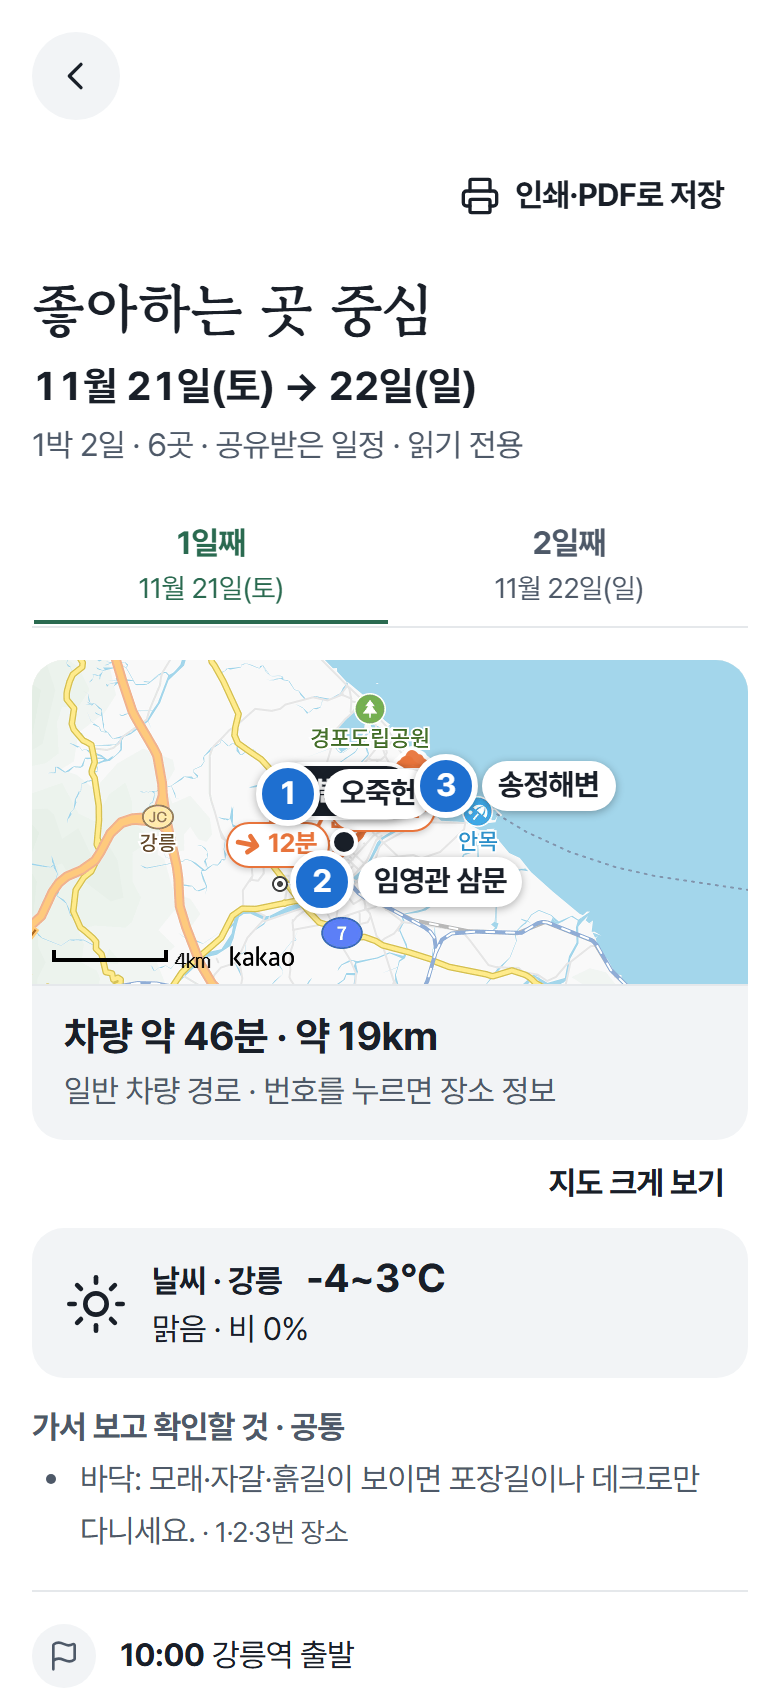 인쇄·PDF로 저장
좋아하는 곳 중심
11월 21일(토) → 22일(일)
1박 2일 · 6곳 · 공유받은 일정 · 읽기 전용
1일째
11월 21일(토)
2일째
11월 22일(일)
경포도립공원
1
오죽헌
3
송정해변
JC
강릉
12분
안목
2
임영관 삼문
7
4km
kakao
차량 약 46분 · 약 19km
일반 차량 경로 · 번호를 누르면 장소 정보
지도 크게 보기
날씨 · 강릉 -4~3°C
맑음 · 비 0%
가서 보고 확인할 것 · 공통
• 바닥: 모래·자갈·흙길이 보이면 포장길이나 데크로만
다니세요. · 1·2·3번 장소
10:00 강릉역 출발